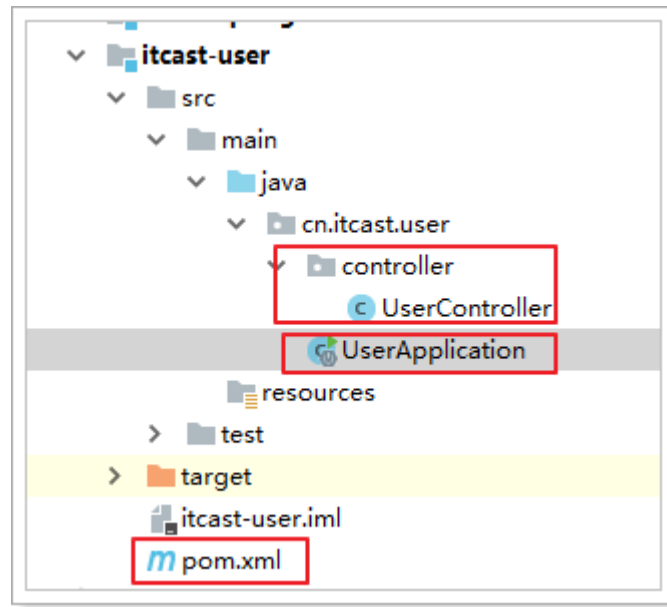 itcast-user
src
main
java
cn.itcast.user
controller
UserController
UserApplication
resources
test
target
itcast-user.iml
pom.xml